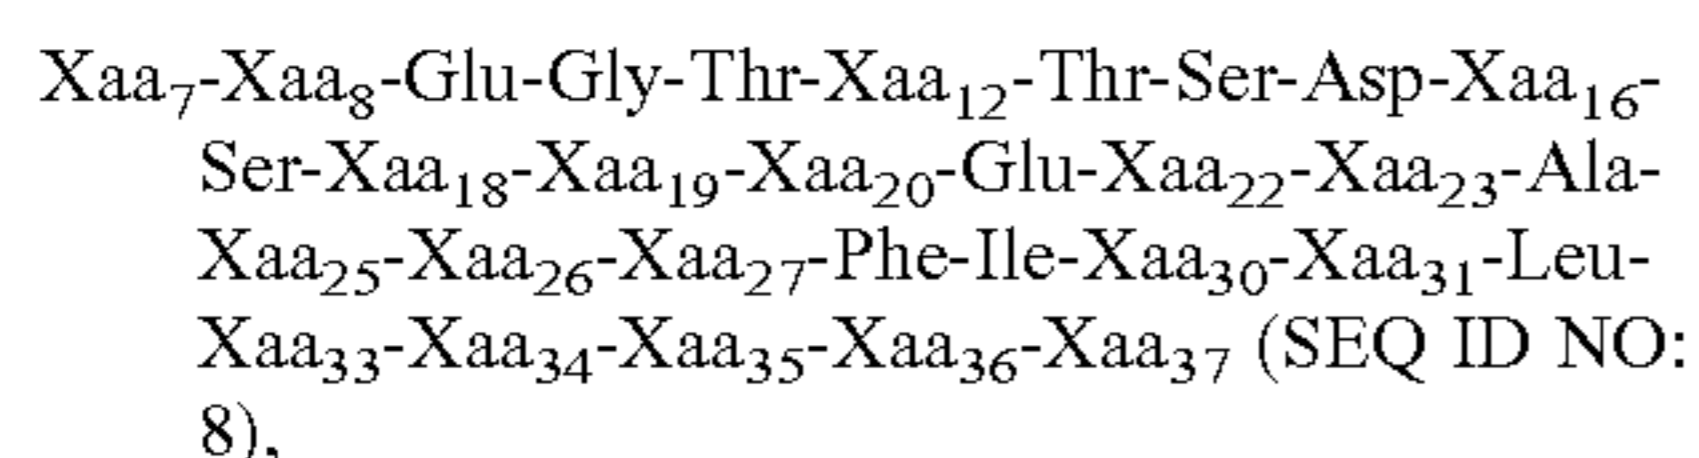 Xaa₇-Xaa₈-Glu-Gly-Thr-Xaa₁₂-Thr-Ser-Asp-Xaa₁₆-
Ser-Xaa₁₈-Xaa₁₉-Xaa₂₀-Glu-Xaa₂₂-Xaa₂₃-Ala-
Xaa₂₅-Xaa₂₆-Xaa₂₇-Phe-Ile-Xaa₃₀-Xaa₃₁-Leu-
Xaa₃₃-Xaa₃₄-Xaa₃₅-Xaa₃₆-Xaa₃₇ (SEQ ID NO:
8),